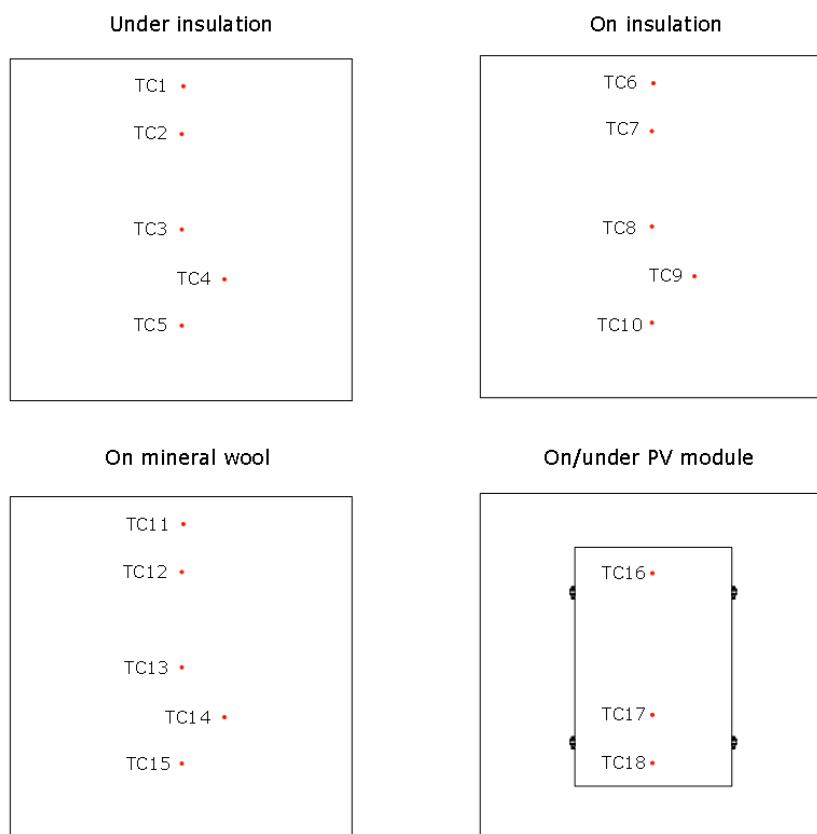 Under insulation
TC1
TC2
TC3
TC4
TC5
On insulation
TC6
TC7
TC8
TC9
TC10
On mineral wool
TC11
TC12
TC13
TC14
TC15
On/under PV module
TC16
TC17
TC18